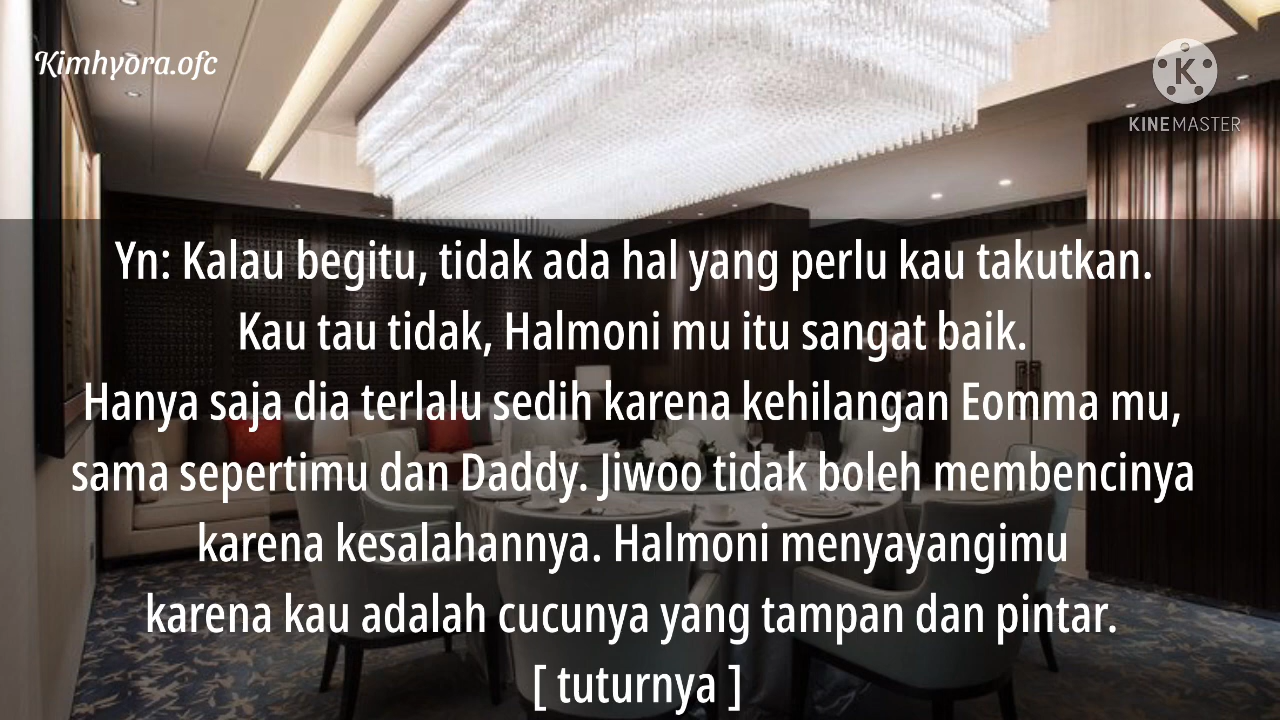 Kimhyora.ofc
K
KINEMASTER
Yn: Kalau begitu, tidak ada hal yang perlu kau takutkan.
Kau tau tidak, Halmoni mu itu sangat baik.
Hanya saja dia terlalu sedih karena kehilangan Eomma mu,
sama sepertimu dan Daddy. Jiwoo tidak boleh membencinya
karena kesalahannya. Halmoni menyayangimu
karena kau adalah cucunya yang tampan dan pintar.
[ tuturnya ]